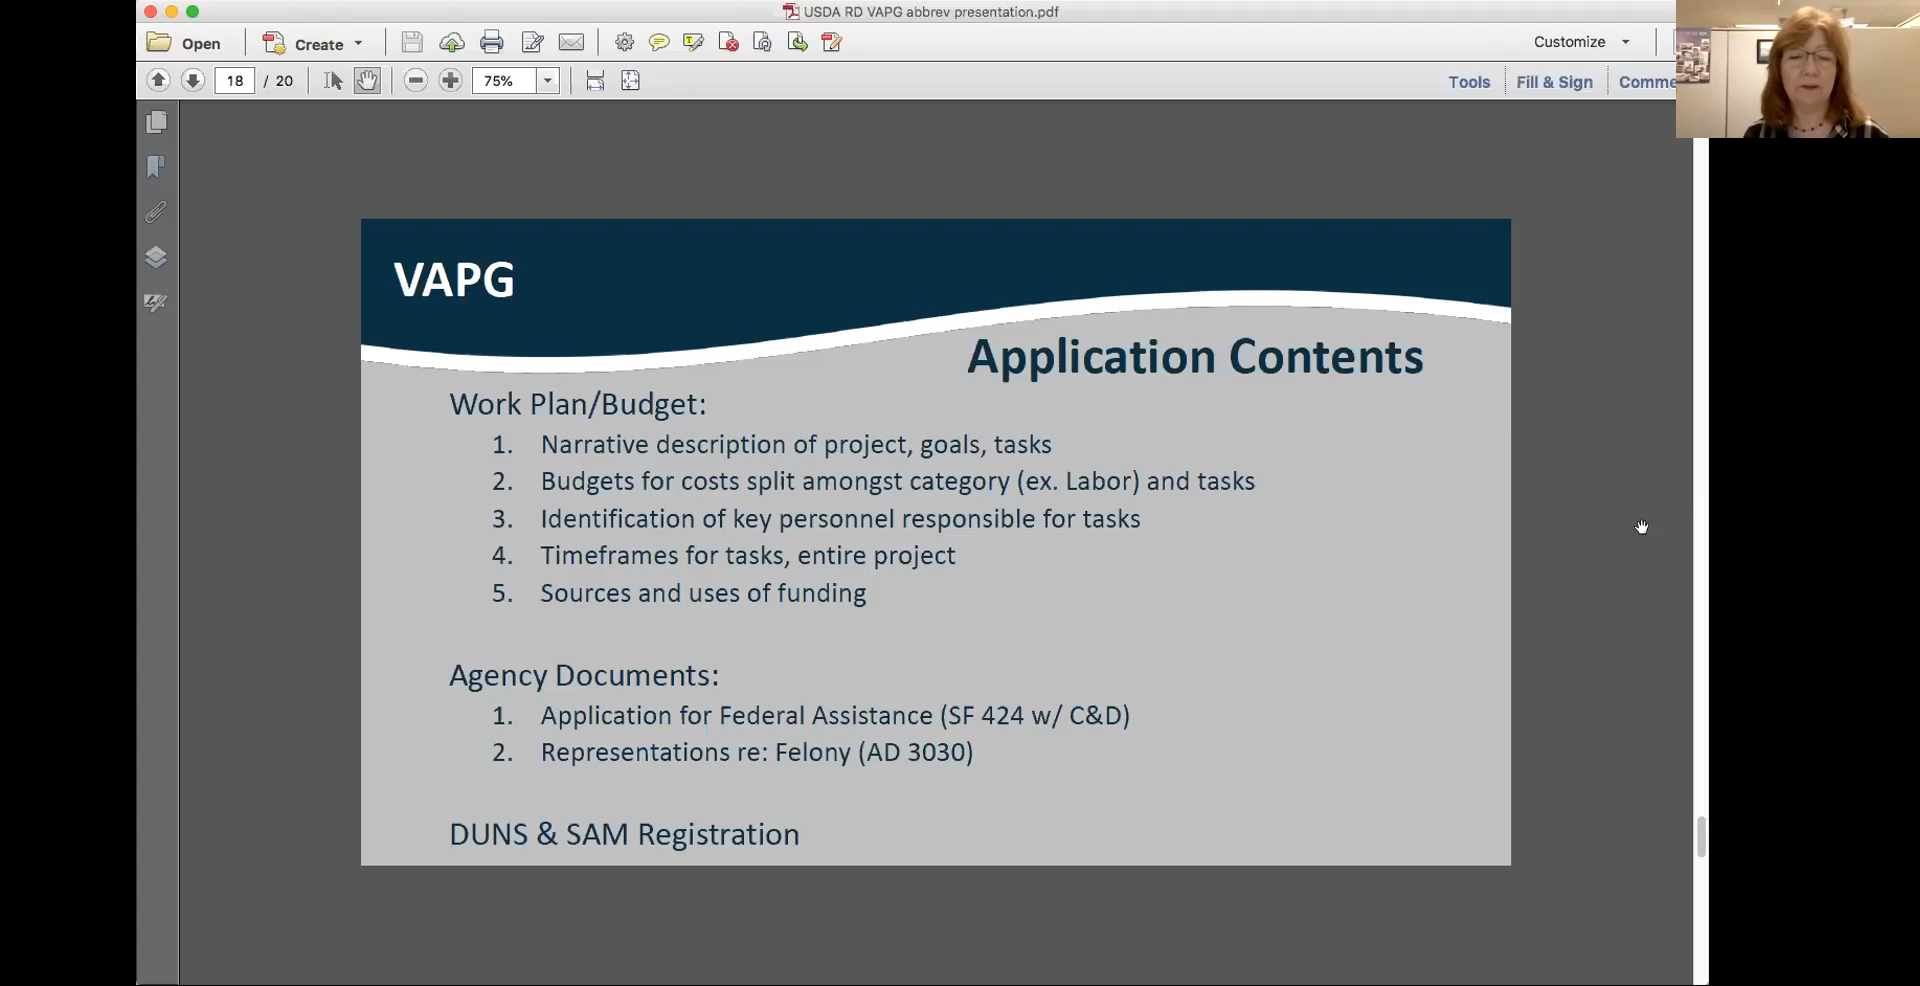 USDA RD VAPG abbrev presentation.pdf
Open
Create
Customize
18 / 20
75%
Tools
Fill & Sign
Comme
VAPG
Application Contents
Work Plan/Budget:
1. Narrative description of project, goals, tasks
2. Budgets for costs split amongst category (ex. Labor) and tasks
3. Identification of key personnel responsible for tasks
4. Timeframes for tasks, entire project
5. Sources and uses of funding
Agency Documents:
1. Application for Federal Assistance (SF 424 w/ C&D)
2. Representations re: Felony (AD 3030)
DUNS & SAM Registration